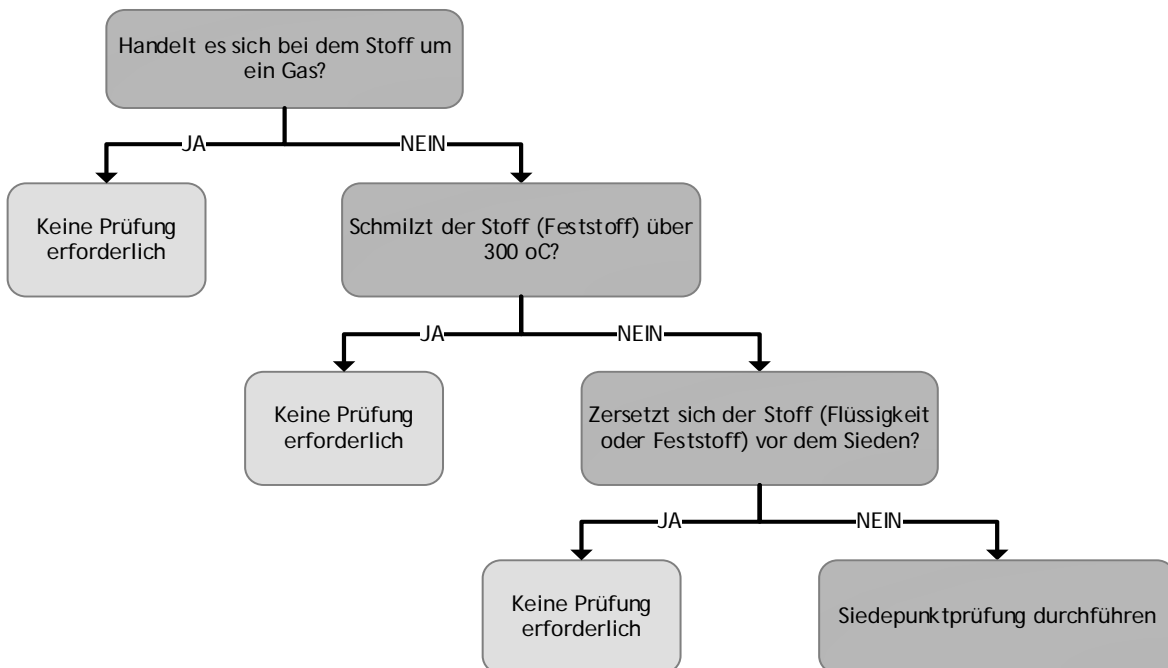 Handelt es sich bei dem Stoff um
ein Gas?
JA
NEIN
Keine Prüfung
erforderlich
Schmilzt der Stoff (Feststoff) über
300 oC?
JA
NEIN
Keine Prüfung
erforderlich
Zersetzt sich der Stoff (Flüssigkeit
oder Feststoff) vor dem Sieden?
JA
NEIN
Keine Prüfung
erforderlich
Siedepunktprüfung durchführen